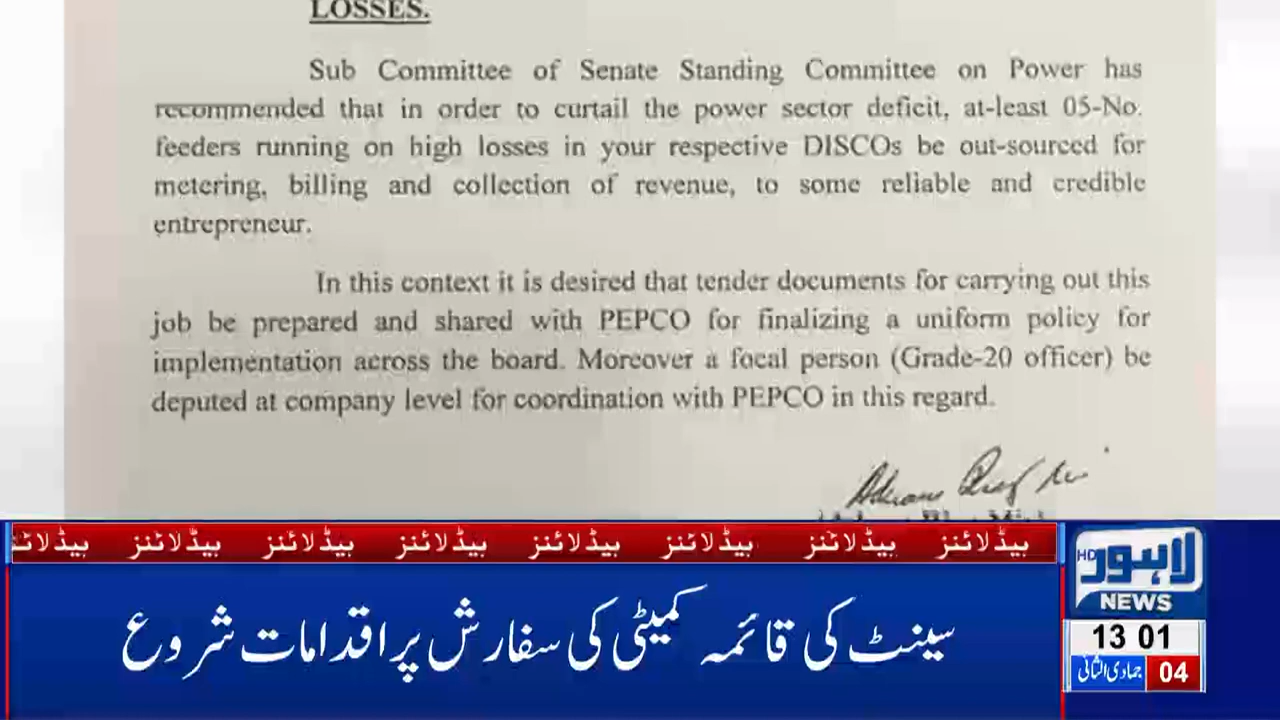 LOSSES.
Sub Committee of Senate Standing Committee on Power has
recommended that in order to curtail the power sector deficit, at-least 05-No.
feeders running on high losses in your respective DISCOs be out-sourced for
metering, billing and collection of revenue, to some reliable and credible
entrepreneur.
In this context it is desired that tender documents for carrying out this
job be prepared and shared with PEPCO for finalizing a uniform policy for
implementation across the board. Moreover a focal person (Grade-20 officer) be
deputed at company level for coordination with PEPCO in this regard.
ہیڈلائنز ہیڈلائنز ہیڈلائنز ہیڈلائنز ہیڈلائنز ہیڈلائنز ہیڈلائنز
سینٹ کی قائمہ کمیٹی کی سفارش پر اقدامات شروع
لاہور HD
NEWS
13 01
04 جمادی الثانی